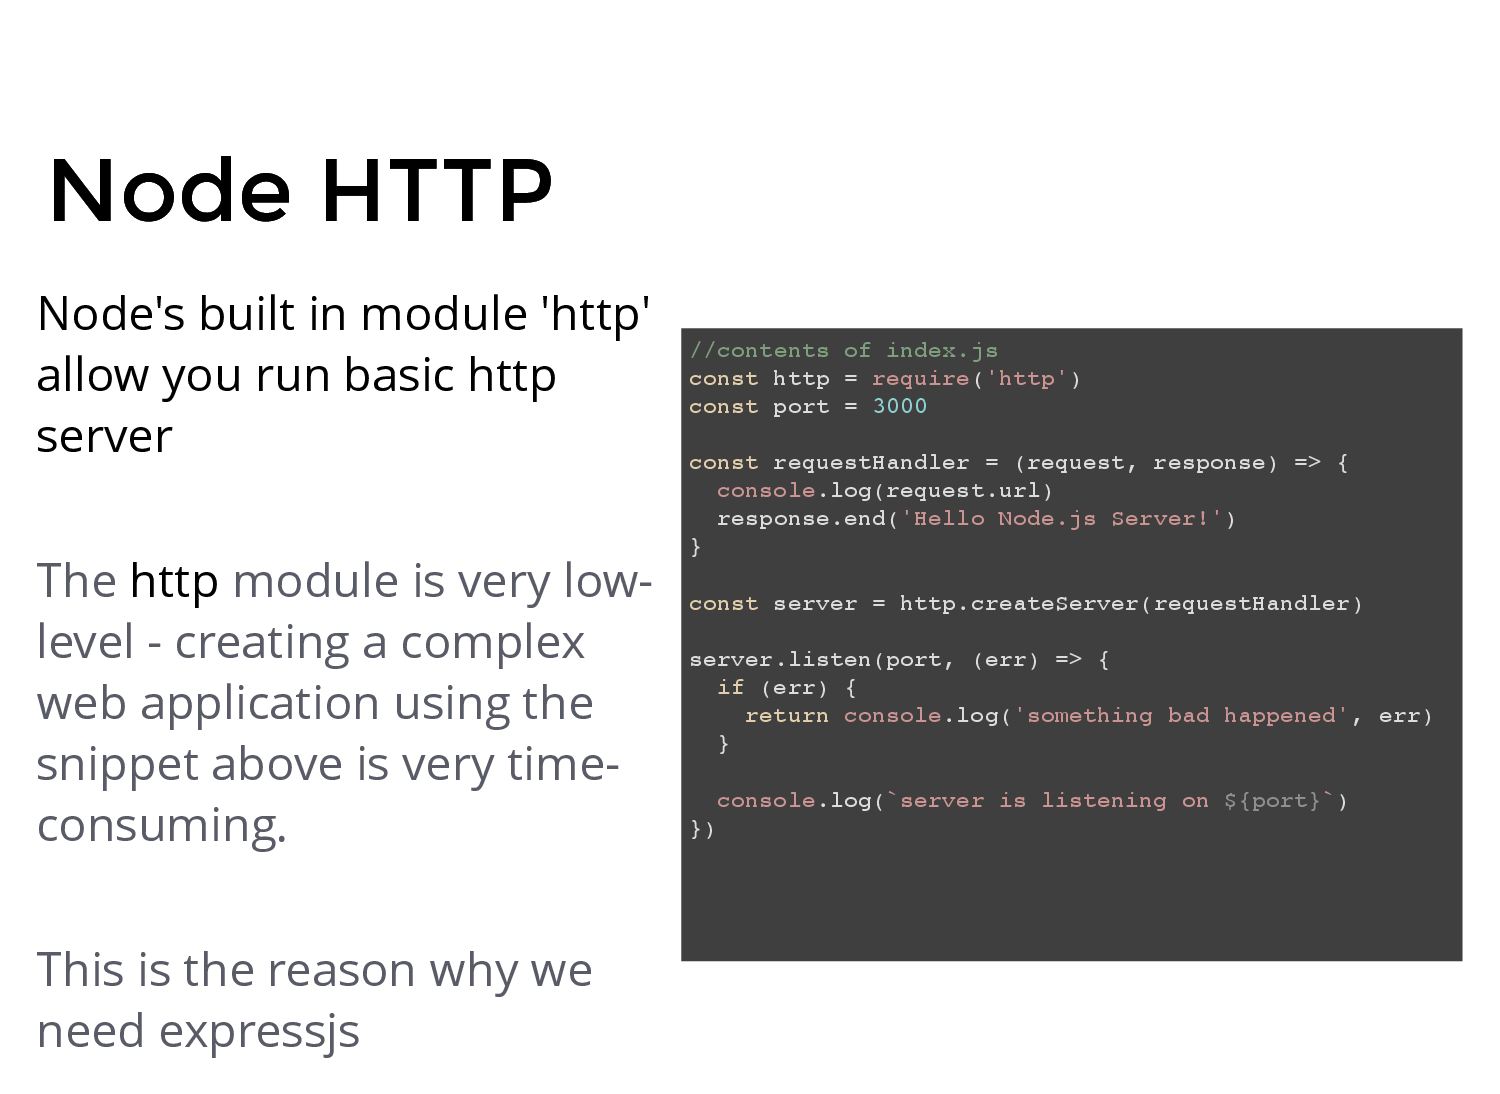 Node HTTP
Node's built in module 'http'
allow you run basic http
server
The http module is very low-
level - creating a complex
web application using the
snippet above is very time-
consuming.
This is the reason why we
need expressjs
//contents of index.js
const http = require('http')
const port = 3000
const requestHandler = (request, response) => {
  console.log(request.url)
  response.end('Hello Node.js Server!')
}
const server = http.createServer(requestHandler)
server.listen(port, (err) => {
  if (err) {
    return console.log('something bad happened', err)
  }
  console.log(`server is listening on ${port}`)
})